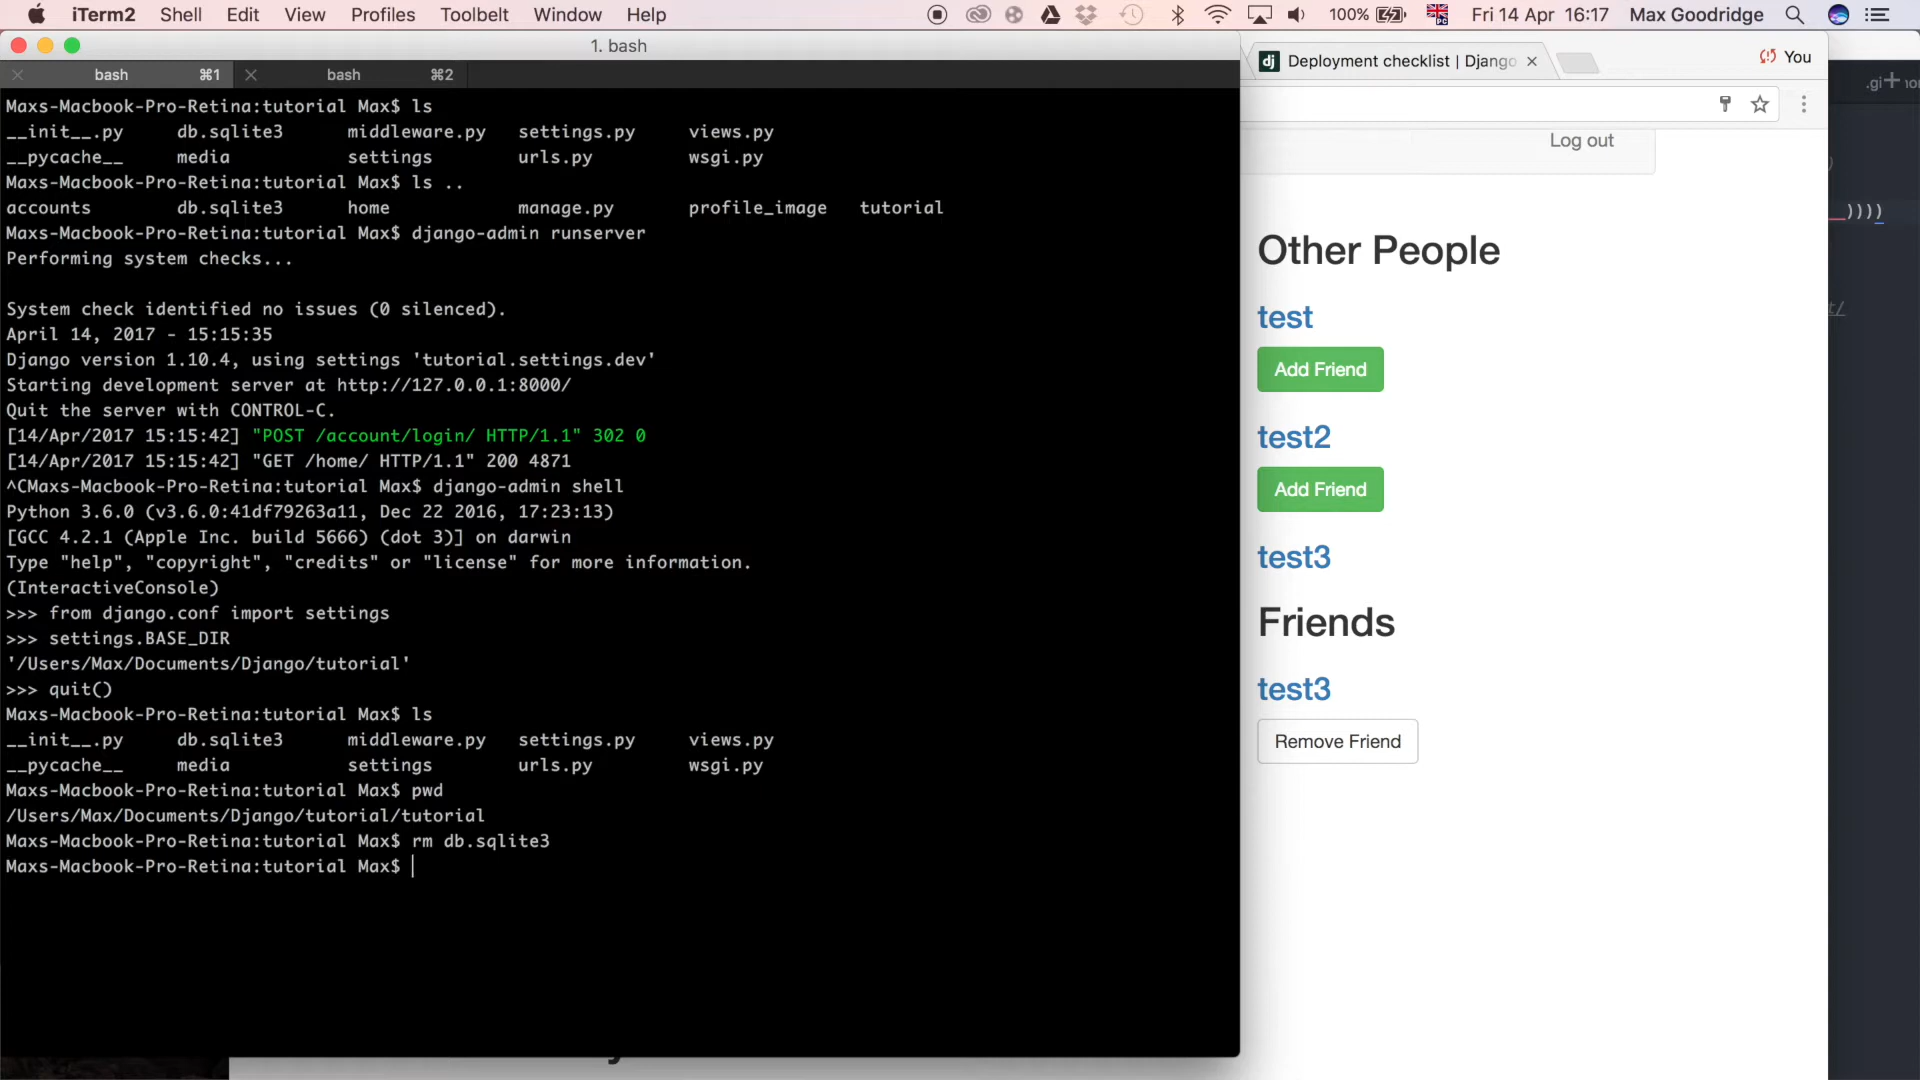 iTerm2 Shell Edit View Profiles Toolbelt Window Help 100% Fri 14 Apr 16:17 Max Goodridge
1. bash
bash ⌘1 bash ⌘2
Maxs-Macbook-Pro-Retina:tutorial Max$ ls
__init__.py db.sqlite3 middleware.py settings.py views.py
__pycache__ media settings urls.py wsgi.py
Maxs-Macbook-Pro-Retina:tutorial Max$ ls ..
accounts db.sqlite3 home manage.py profile_image tutorial
Maxs-Macbook-Pro-Retina:tutorial Max$ django-admin runserver
Performing system checks...
System check identified no issues (0 silenced).
April 14, 2017 - 15:15:35
Django version 1.10.4, using settings 'tutorial.settings.dev'
Starting development server at http://127.0.0.1:8000/
Quit the server with CONTROL-C.
[14/Apr/2017 15:15:42] "POST /account/login/ HTTP/1.1" 302 0
[14/Apr/2017 15:15:42] "GET /home/ HTTP/1.1" 200 4871
^CMaxs-Macbook-Pro-Retina:tutorial Max$ django-admin shell
Python 3.6.0 (v3.6.0:41df79263a11, Dec 22 2016, 17:23:13)
[GCC 4.2.1 (Apple Inc. build 5666) (dot 3)] on darwin
Type "help", "copyright", "credits" or "license" for more information.
(InteractiveConsole)
>>> from django.conf import settings
>>> settings.BASE_DIR
'/Users/Max/Documents/Django/tutorial'
>>> quit()
Maxs-Macbook-Pro-Retina:tutorial Max$ ls
__init__.py db.sqlite3 middleware.py settings.py views.py
__pycache__ media settings urls.py wsgi.py
Maxs-Macbook-Pro-Retina:tutorial Max$ pwd
/Users/Max/Documents/Django/tutorial/tutorial
Maxs-Macbook-Pro-Retina:tutorial Max$ rm db.sqlite3
Maxs-Macbook-Pro-Retina:tutorial Max$
dj Deployment checklist | Django
You
Log out
Other People
test
Add Friend
test2
Add Friend
test3
Friends
test3
Remove Friend
.gi
))))